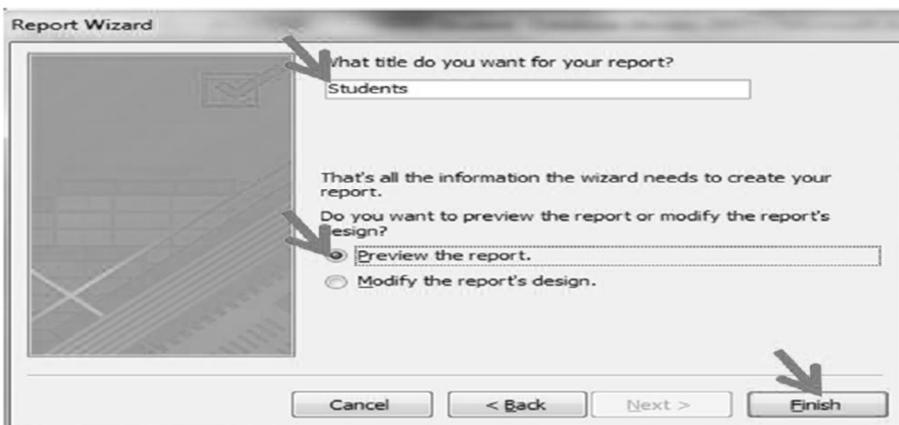 Report Wizard
What title do you want for your report?
Students
That's all the information the wizard needs to create your
report.
Do you want to preview the report or modify the report's
design?
Preview the report.
Modify the report's design.
Cancel
< Back
Next >
Finish